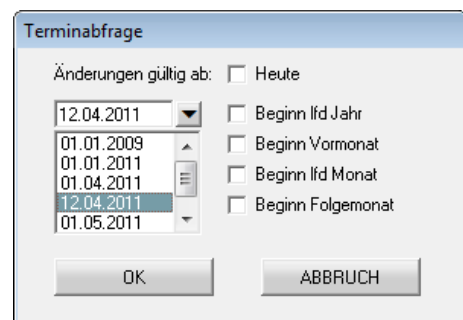 Terminabfrage
Änderungen gültig ab:
Heute
12.04.2011
Beginn lfd Jahr
01.01.2009
Beginn Vormonat
01.01.2011
01.04.2011
Beginn lfd Monat
12.04.2011
Beginn Folgemonat
01.05.2011
OK
ABBRUCH